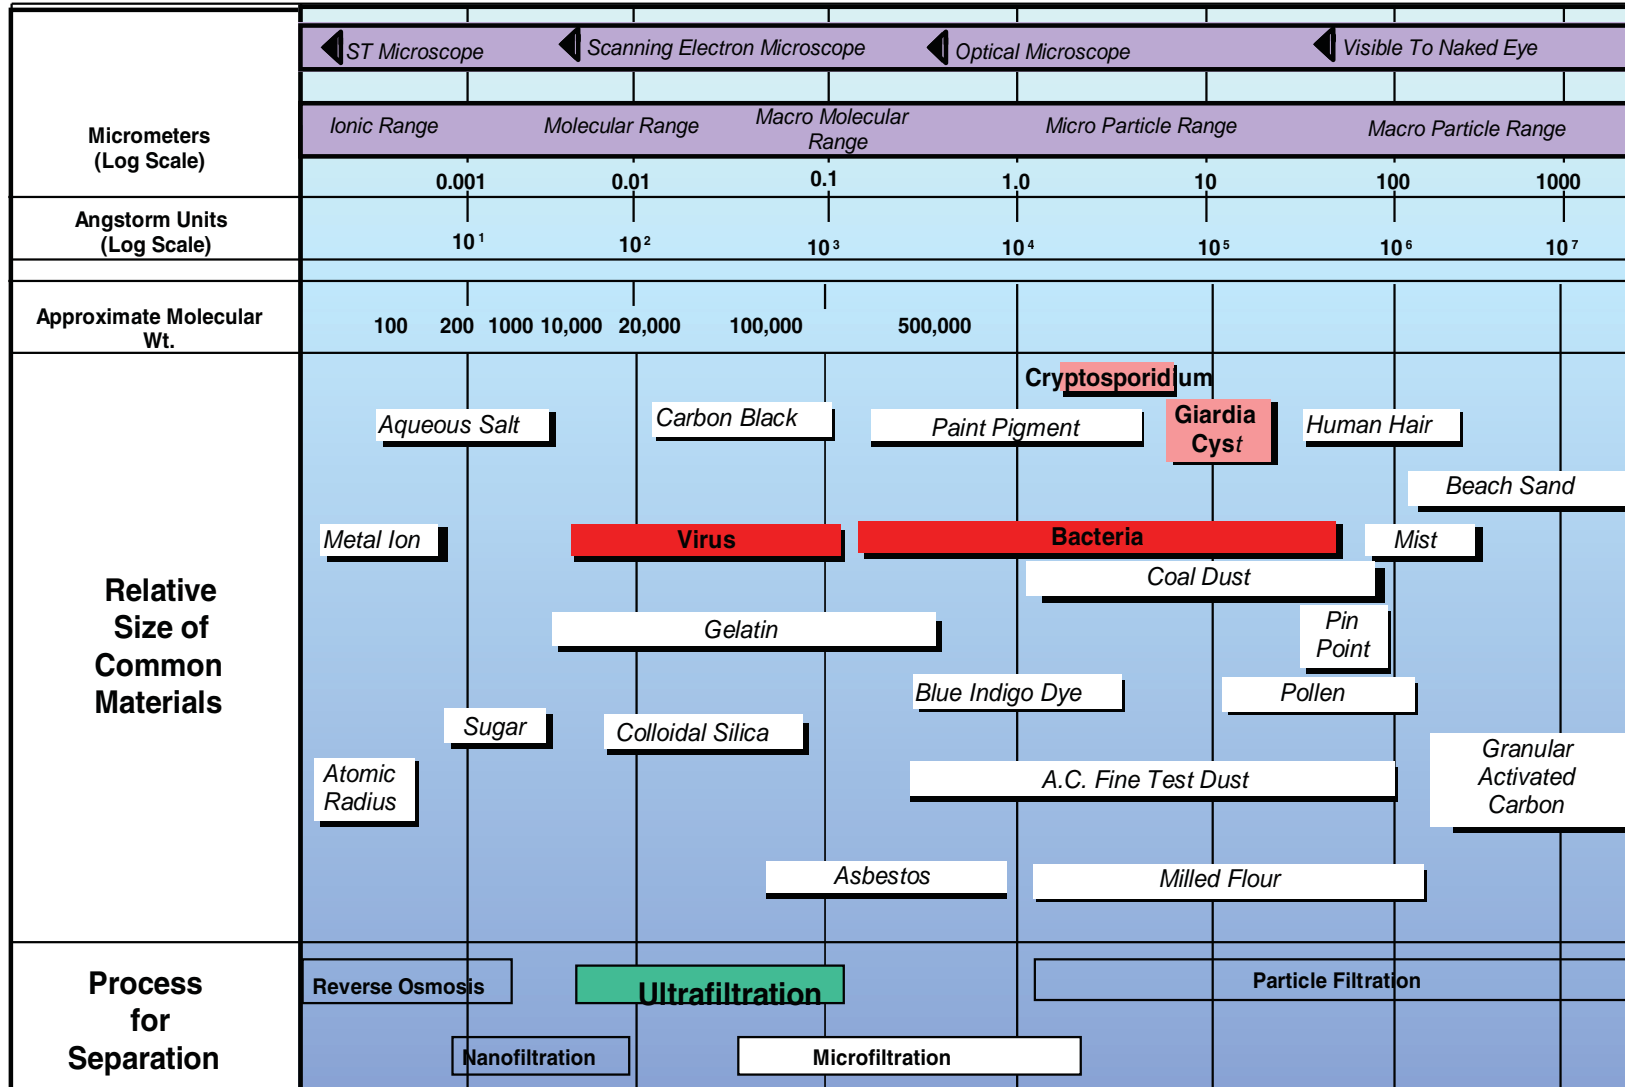 ST Microscope
Scanning Electron Microscope
Optical Microscope
Visible To Naked Eye
Micrometers
(Log Scale)
Ionic Range
Molecular Range
Macro Molecular
Range
Micro Particle Range
Macro Particle Range
0.001
0.01
0.1
1.0
10
100
1000
Angstorm Units
(Log Scale)
10¹
10²
10³
10⁴
10⁵
10⁶
10⁷
Approximate Molecular
Wt.
100
200
1000
10,000
20,000
100,000
500,000
Relative
Size of
Common
Materials
Cryptosporidium
Aqueous Salt
Carbon Black
Paint Pigment
Giardia
Cyst
Human Hair
Beach Sand
Metal Ion
Virus
Bacteria
Mist
Coal Dust
Gelatin
Pin
Point
Blue Indigo Dye
Pollen
Sugar
Colloidal Silica
Atomic
Radius
A.C. Fine Test Dust
Granular
Activated
Carbon
Asbestos
Milled Flour
Process
for
Separation
Reverse Osmosis
Ultrafiltration
Particle Filtration
Nanofiltration
Microfiltration